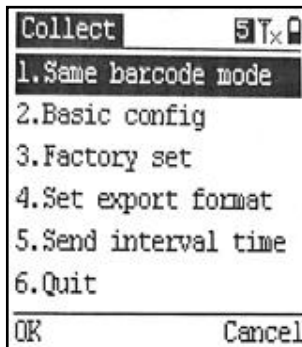 Collect 5
1.Same barcode mode
2.Basic config
3.Factory set
4.Set export format
5.Send interval time
6.Quit
OK Cancel